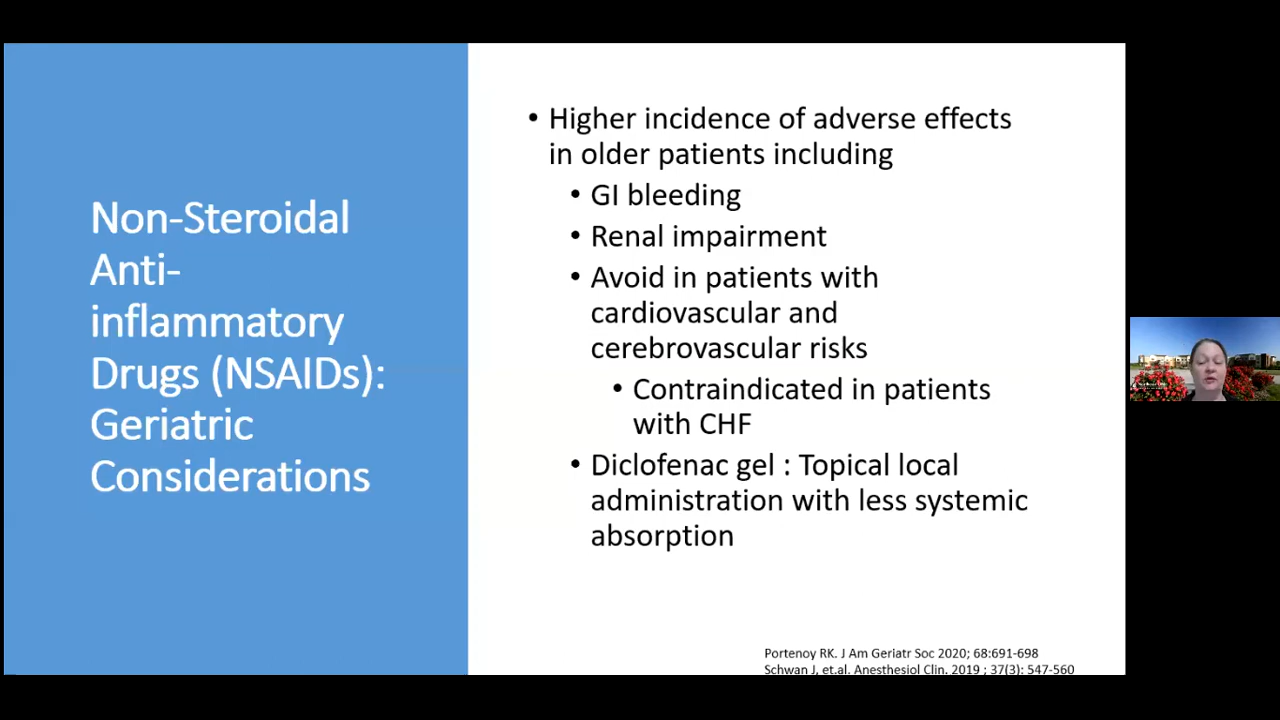 Non-Steroidal
Anti-
inflammatory
Drugs (NSAIDs):
Geriatric
Considerations
• Higher incidence of adverse effects
in older patients including
• GI bleeding
• Renal impairment
• Avoid in patients with
cardiovascular and
cerebrovascular risks
• Contraindicated in patients
with CHF
• Diclofenac gel : Topical local
administration with less systemic
absorption
Portenoy RK. J Am Geriatr Soc 2020; 68:691-698
Schwan J, et.al. Anesthesiol Clin. 2019 ; 37(3): 547-560